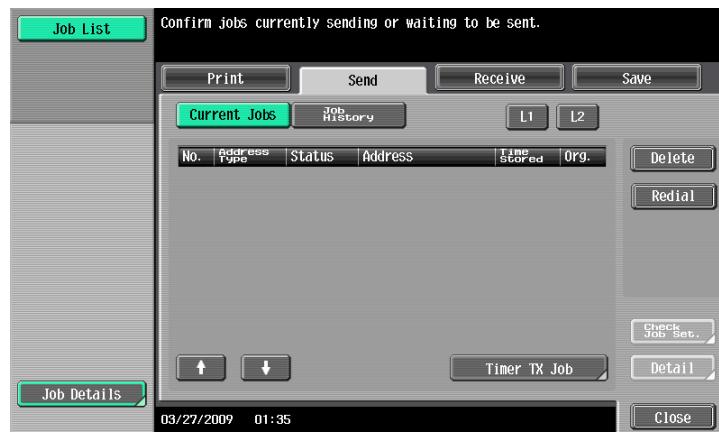 Job List
Confirm jobs currently sending or waiting to be sent.
Print Send Receive Save
Current Jobs Job History L1 L2
No. Address Type Status Address Time Stored Org.
Delete
Redial
Check Job Set.
Timer TX Job Detail
Job Details
03/27/2009 01:35 Close